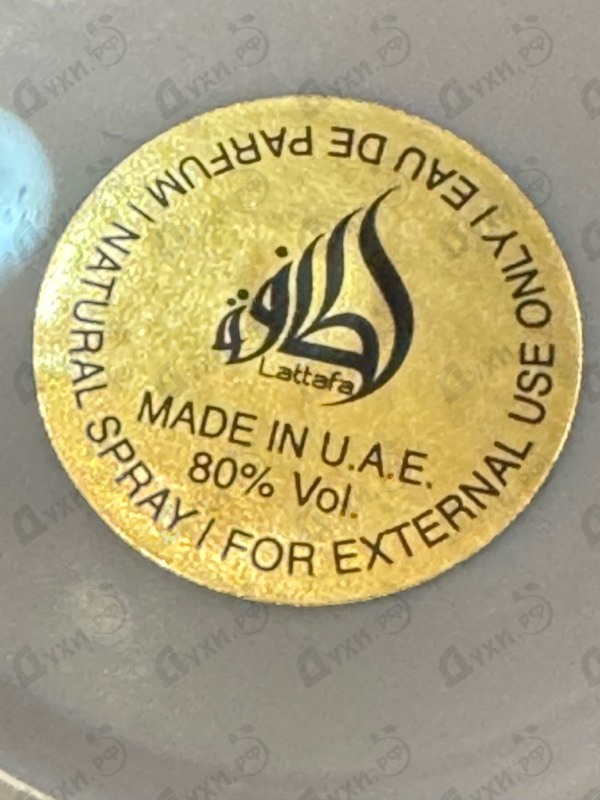 EAU DE PARFUM / NATURAL SPRAY / FOR EXTERNAL USE ONLY /
لطافة
Lattafa
MADE IN U.A.E.
80% Vol.
ДУХИ.РФ